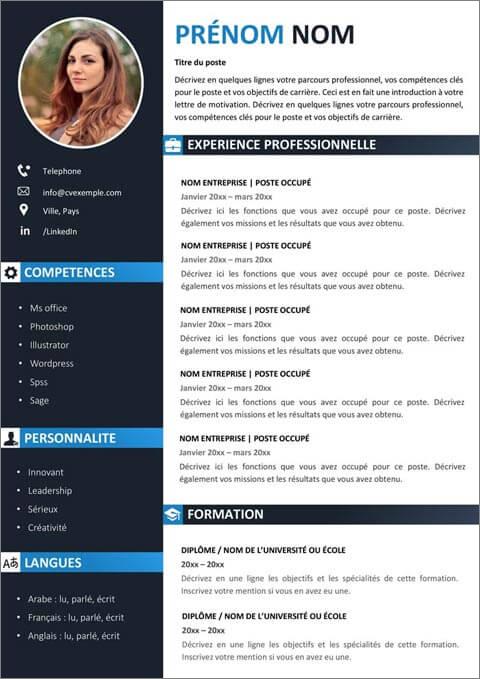 PRÉNOM NOM
Titre du poste
Décrivez en quelques lignes votre parcours professionnel, vos compétences clés
pour le poste et vos objectifs de carrière. Ceci est en fait une introduction à votre
lettre de motivation. Décrivez en quelques lignes votre parcours professionnel,
vos compétences clés pour le poste et vos objectifs de carrière.
Telephone
info@cvexemple.com
Ville, Pays
in /LinkedIn
COMPETENCES
• Ms office
• Photoshop
• Illustrator
• Wordpress
• Spss
• Sage
PERSONNALITE
• Innovant
• Leadership
• Sérieux
• Créativité
LANGUES
• Arabe : lu, parlé, écrit
• Français : lu, parlé, écrit
• Anglais : lu, parlé, écrit
EXPERIENCE PROFESSIONNELLE
NOM ENTREPRISE | POSTE OCCUPÉ
Janvier 20xx – mars 20xx
Décrivez ici les fonctions que vous avez occupé pour ce poste. Décrivez
également vos missions et les résultats que vous avez obtenu.
NOM ENTREPRISE | POSTE OCCUPÉ
Janvier 20xx – mars 20xx
Décrivez ici les fonctions que vous avez occupé pour ce poste. Décrivez
également vos missions et les résultats que vous avez obtenu.
NOM ENTREPRISE | POSTE OCCUPÉ
Janvier 20xx – mars 20xx
Décrivez ici les fonctions que vous avez occupé pour ce poste. Décrivez
également vos missions et les résultats que vous avez obtenu.
NOM ENTREPRISE | POSTE OCCUPÉ
Janvier 20xx – mars 20xx
Décrivez ici les fonctions que vous avez occupé pour ce poste. Décrivez
également vos missions et les résultats que vous avez obtenu.
NOM ENTREPRISE | POSTE OCCUPÉ
Janvier 20xx – mars 20xx
Décrivez ici les fonctions que vous avez occupé pour ce poste. Décrivez
également vos missions et les résultats que vous avez obtenu.
FORMATION
DIPLÔME / NOM DE L’UNIVERSITÉ OU ÉCOLE
20xx – 20xx
Décrivez en une ligne les objectifs et les spécialités de cette formation.
Inscrivez votre mention si vous en avez eu.
DIPLÔME / NOM DE L’UNIVERSITÉ OU ÉCOLE
20xx – 20xx
Décrivez en une ligne les objectifs et les spécialités de cette formation.
Inscrivez votre mention si vous en avez eu.